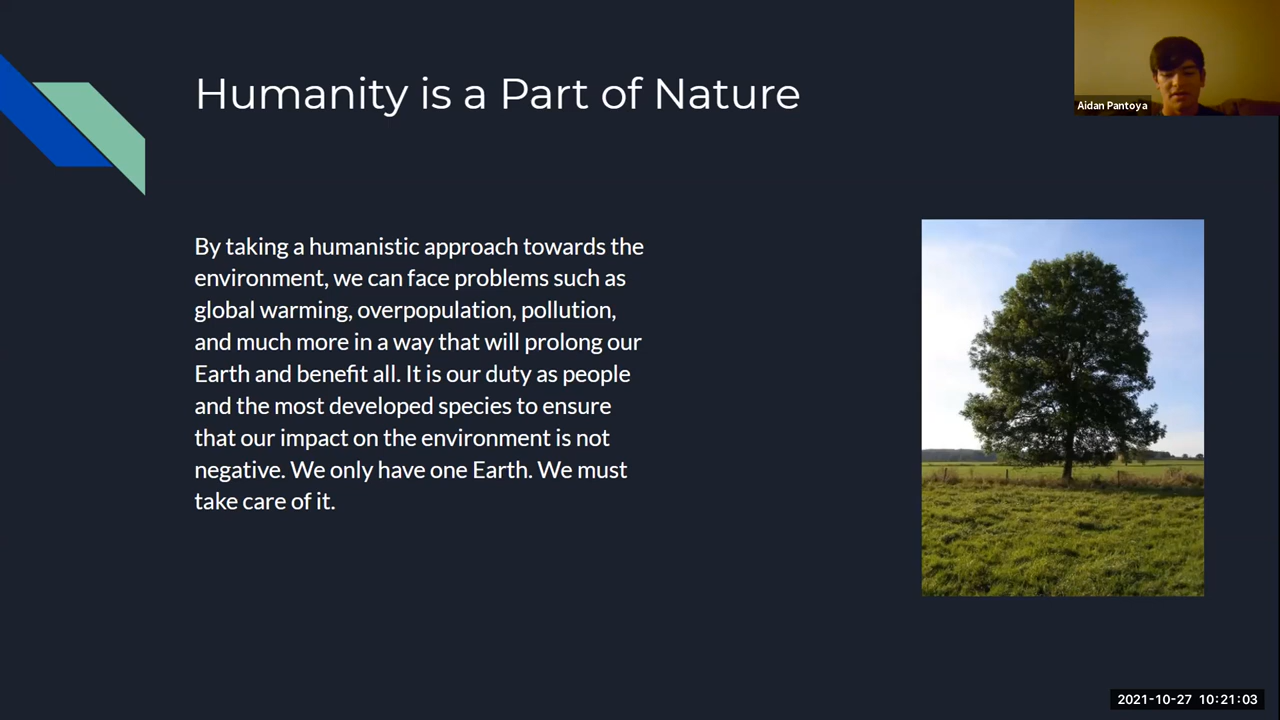 Humanity is a Part of Nature
Aidan Pantoya
By taking a humanistic approach towards the
environment, we can face problems such as
global warming, overpopulation, pollution,
and much more in a way that will prolong our
Earth and benefit all. It is our duty as people
and the most developed species to ensure
that our impact on the environment is not
negative. We only have one Earth. We must
take care of it.
2021-10-27 10:21:03